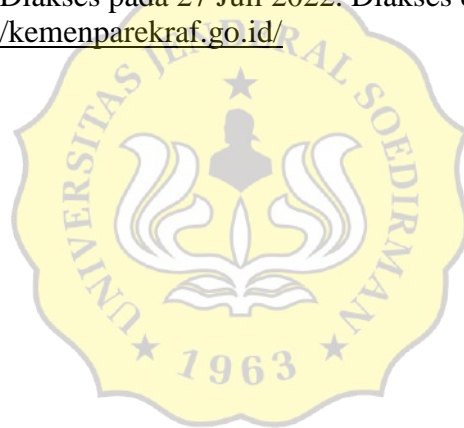 Diakses pada 27 Juli 2022. Diakses
/kemenparekraf.go.id/
UNIVERSITAS JENDERAL SOEDIRMAN
1963